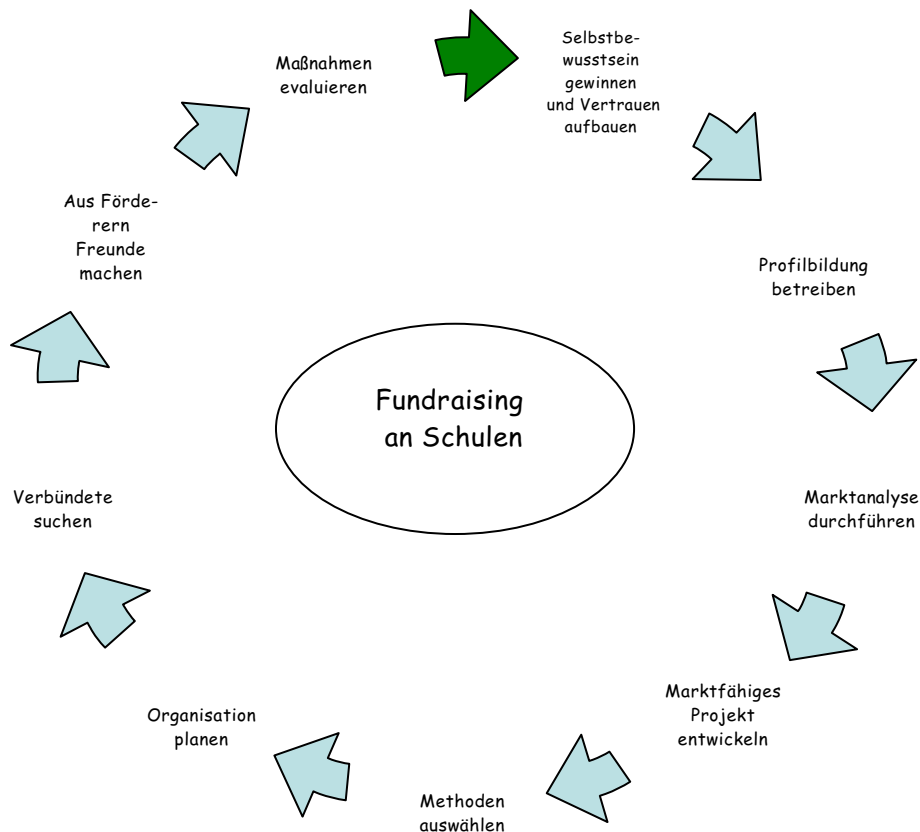 Maßnahmen
evaluieren
Selbstbe-
wusstsein
gewinnen
und Vertrauen
aufbauen
Profilbildung
betreiben
Marktanalyse
durchführen
Marktfähiges
Projekt
entwickeln
Methoden
auswählen
Organisation
planen
Verbündete
suchen
Aus Förde-
rern
Freunde
machen
Fundraising
an Schulen